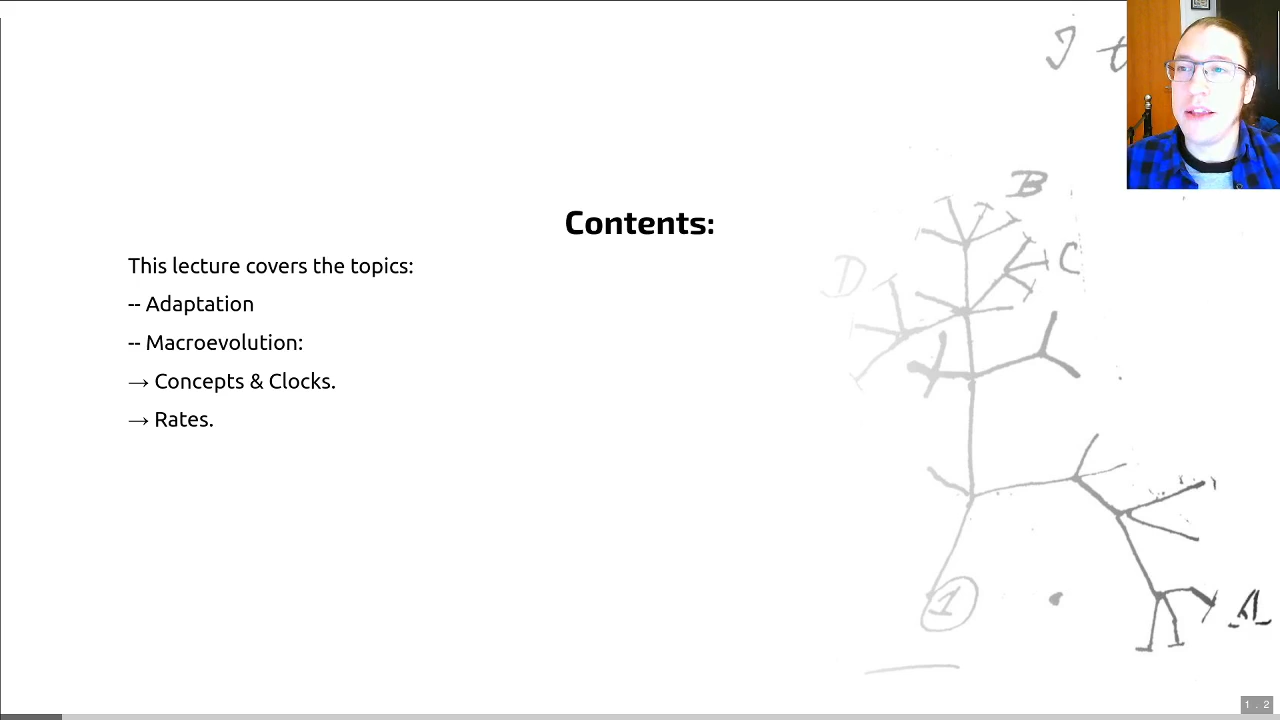 I t
B
Contents:
C
D
This lecture covers the topics:
-- Adaptation
-- Macroevolution:
→ Concepts & Clocks.
→ Rates.
1
A
1 . 2